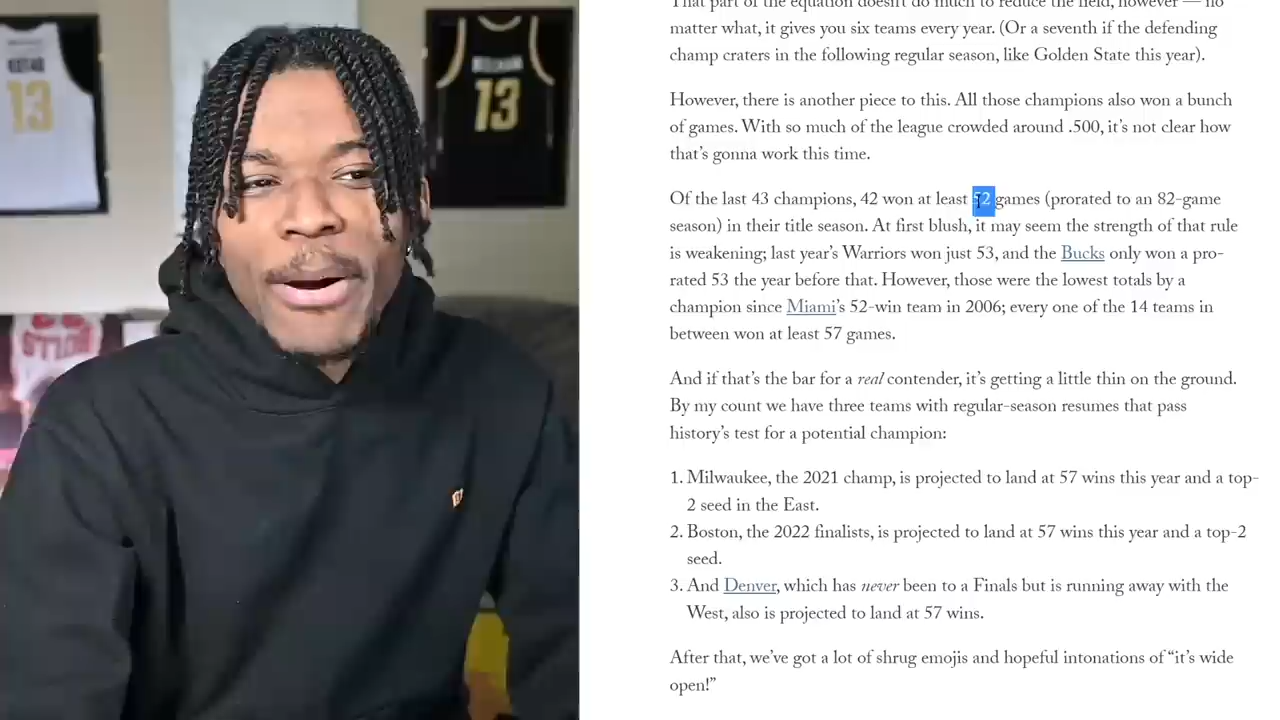 13
13
That part of the equation doesn't do much to reduce the field, however — no
matter what, it gives you six teams every year. (Or a seventh if the defending
champ craters in the following regular season, like Golden State this year).
However, there is another piece to this. All those champions also won a bunch
of games. With so much of the league crowded around .500, it's not clear how
that's gonna work this time.
Of the last 43 champions, 42 won at least 52 games (prorated to an 82-game
season) in their title season. At first blush, it may seem the strength of that rule
is weakening; last year's Warriors won just 53, and the Bucks only won a pro-
rated 53 the year before that. However, those were the lowest totals by a
champion since Miami's 52-win team in 2006; every one of the 14 teams in
between won at least 57 games.
And if that's the bar for a real contender, it's getting a little thin on the ground.
By my count we have three teams with regular-season resumes that pass
history's test for a potential champion:
1. Milwaukee, the 2021 champ, is projected to land at 57 wins this year and a top-
2 seed in the East.
2. Boston, the 2022 finalists, is projected to land at 57 wins this year and a top-2
seed.
3. And Denver, which has never been to a Finals but is running away with the
West, also is projected to land at 57 wins.
After that, we've got a lot of shrug emojis and hopeful intonations of “it's wide
open!”